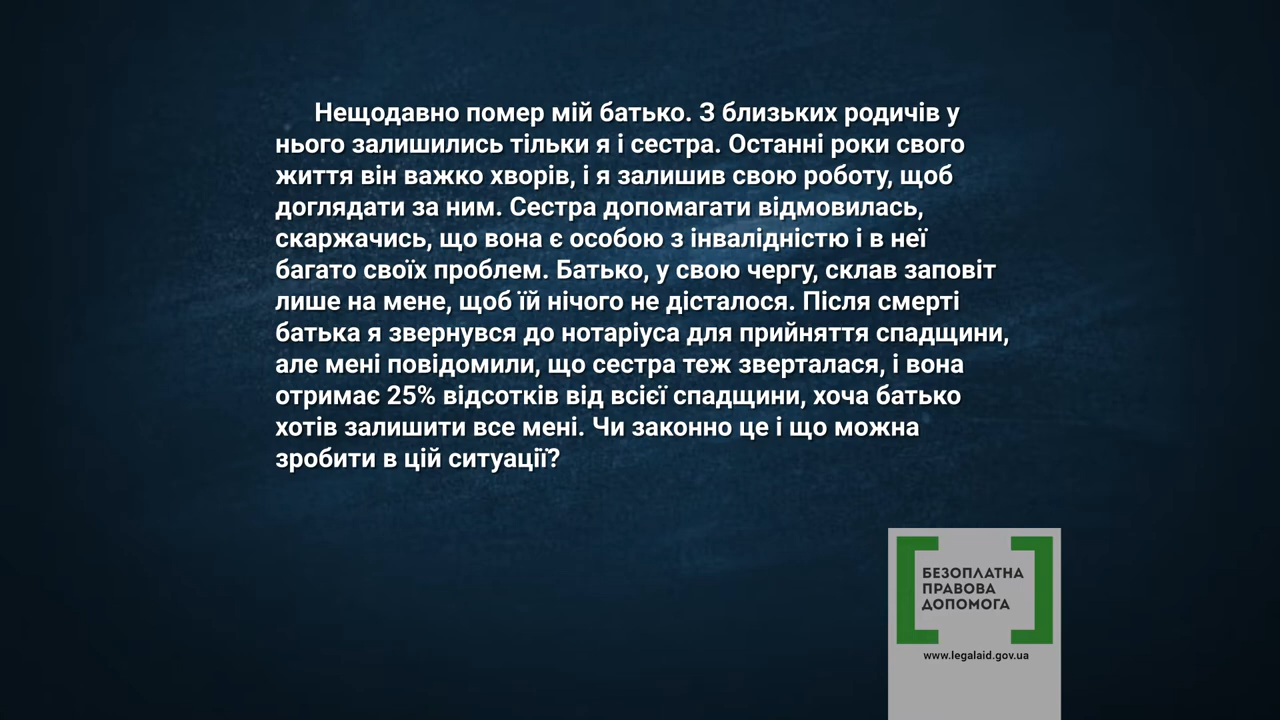 Нещодавно помер мій батько. З близьких родичів у
нього залишились тільки я і сестра. Останні роки свого
життя він важко хворів, і я залишив свою роботу, щоб
доглядати за ним. Сестра допомагати відмовилась,
скаржачись, що вона є особою з інвалідністю і в неї
багато своїх проблем. Батько, у свою чергу, склав заповіт
лише на мене, щоб їй нічого не дісталося. Після смерті
батька я звернувся до нотаріуса для прийняття спадщини,
але мені повідомили, що сестра теж зверталася, і вона
отримає 25% відсотків від всієї спадщини, хоча батько
хотів залишити все мені. Чи законно це і що можна
зробити в цій ситуації?
БЕЗОПЛАТНА
ПРАВОВА
ДОПОМОГА
www.legalaid.gov.ua